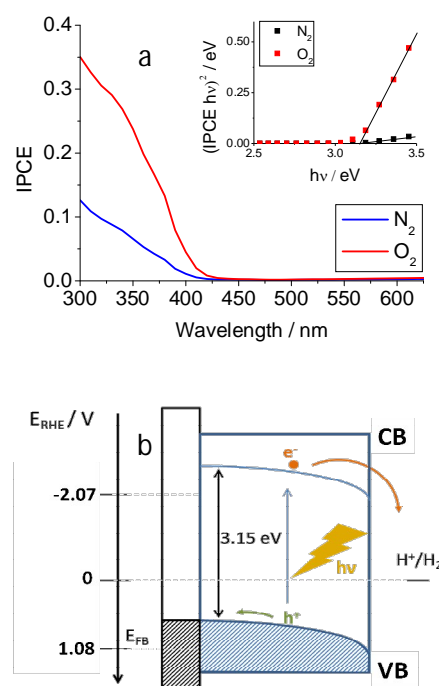 a
IPCE
0.4
0.3
0.2
0.1
0.0
300 350 400 450 500 550 600
Wavelength / nm
N2
O2
(IPCE hν)² / eV
0.50
0.25
0.00
2.5 3.0 3.5
hν / eV
N2
O2
b
E_RHE / V
-2.07
0
1.08
E_FB
3.15 eV
CB
e⁻
hν
H⁺/H2
h⁺
VB